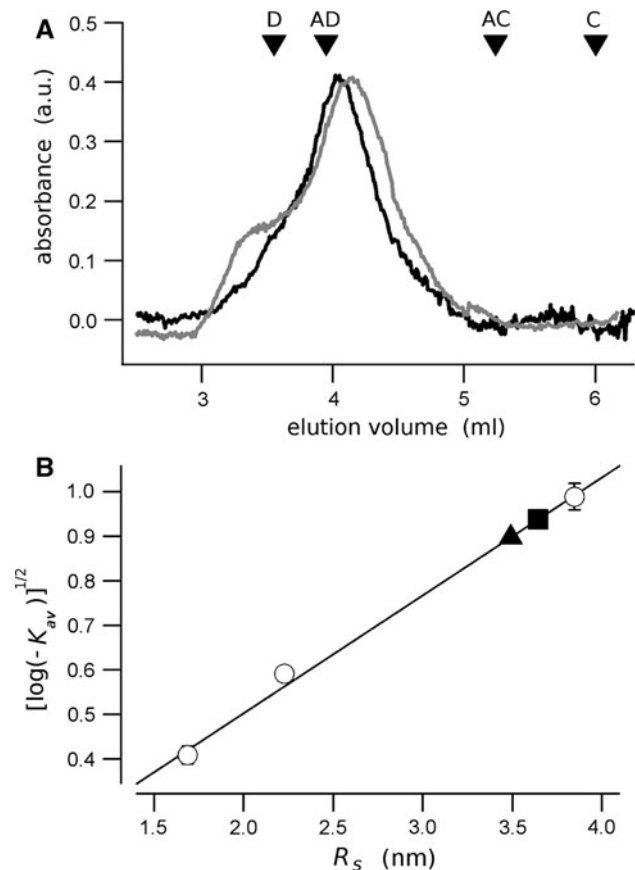 A
D AD AC C
0.5
0.4
0.3
0.2
0.1
0.0
absorbance (a.u.)
3 4 5 6
elution volume (ml)
B
1.0
0.9
0.8
0.7
0.6
0.5
0.4
[log(-K_av)]^1/2
1.5 2.0 2.5 3.0 3.5 4.0
R_S (nm)